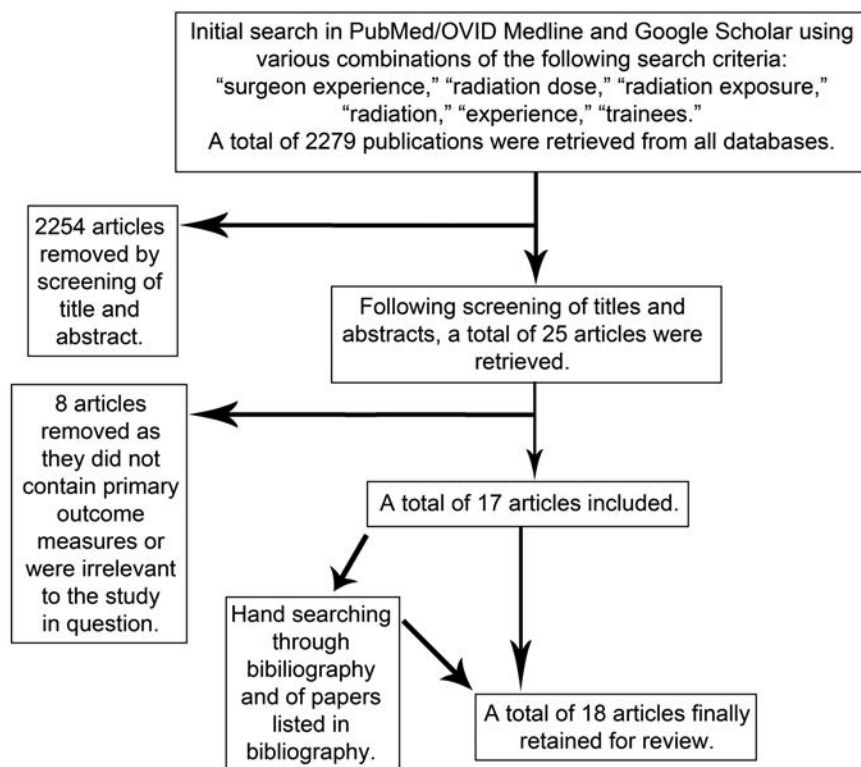 Initial search in PubMed/OVID Medline and Google Scholar using
various combinations of the following search criteria:
“surgeon experience,” “radiation dose,” “radiation exposure,”
“radiation,” “experience,” “trainees.”
A total of 2279 publications were retrieved from all databases.
2254 articles
removed by
screening of
title and
abstract.
Following screening of titles and
abstracts, a total of 25 articles were
retrieved.
8 articles
removed as
they did not
contain primary
outcome
measures or
were irrelevant
to the study
in question.
A total of 17 articles included.
Hand searching
through
bibiliography
and of papers
listed in
bibliography.
A total of 18 articles finally
retained for review.